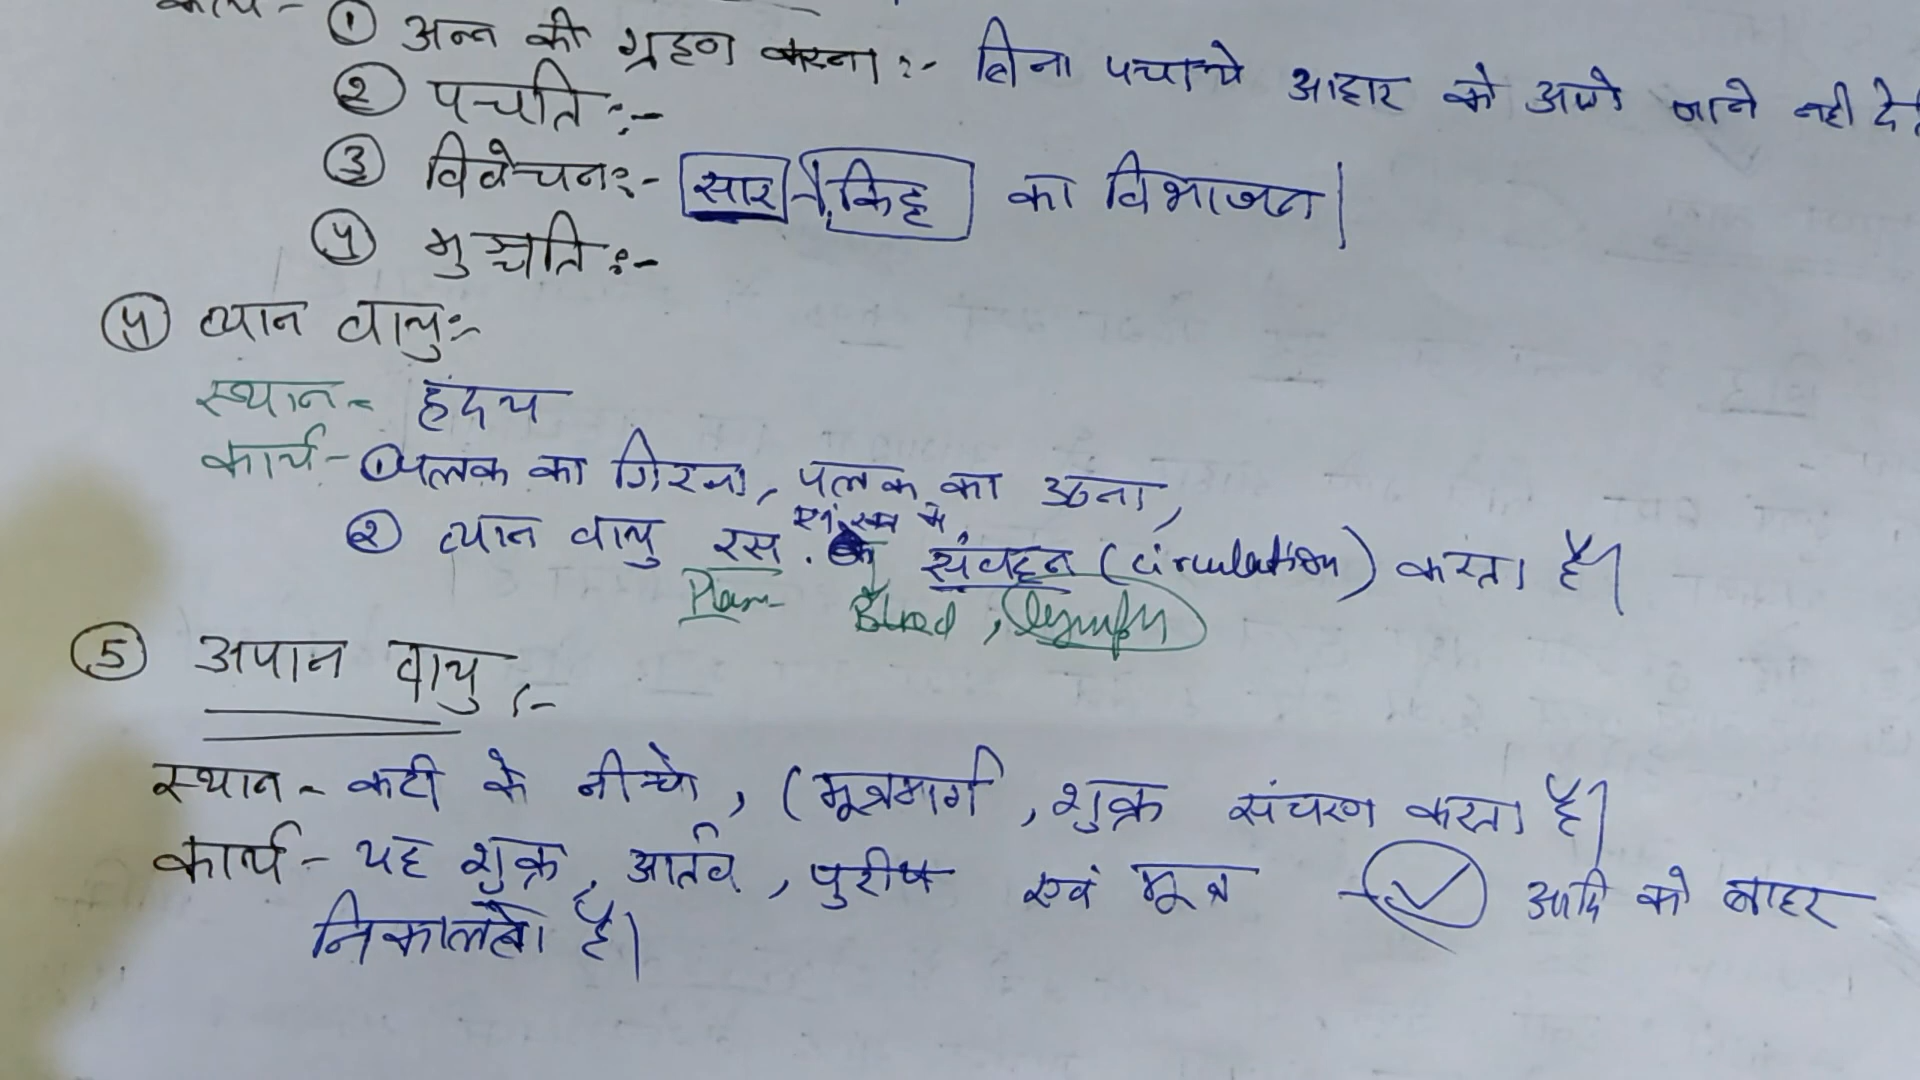 कार्य - ① अन्न को ग्रहण करना :- बिना पचाये आहार को आगे जाने नही दे
② पचति :-
③ विवेचन :- सार + किट्ट का विभाजन|
④ मुञ्चति :-
④ व्यान वायु :-
स्थान - हृदय
कार्य - ① पलक का गिरना, पलक का उठना,
② व्यान वायु रस एवं रक्त में संवहन (circulation) करता है|
Blood, lymph
⑤ अपान वायु :-
स्थान - कटी के नीचे, (मूत्रमार्ग, शुक्र संचरण करता है|
कार्य - यह शुक्र, आर्तव, पुरीष एवं मूत्र आदि को बाहर
निकालता है|